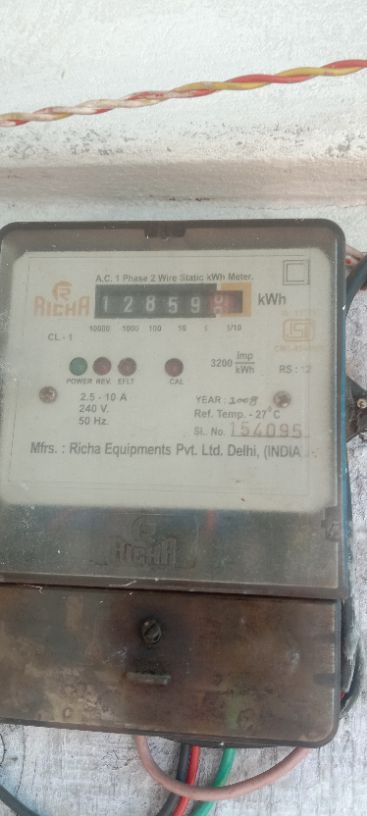 A.C. 1 Phase 2 Wire Static kWh Meter.
RICHA
12859
kWh
10000 1000 100 10 1 1/10
CL - 1
3200 imp/kWh
RS : 12
POWER REV. EFLT CAL
2.5 - 10 A
240 V.
50 Hz.
YEAR : 2008
Ref. Temp. - 27°C
SL. No. 154095
Mfrs. : Richa Equipments Pvt. Ltd. Delhi, (INDIA)
RICHA